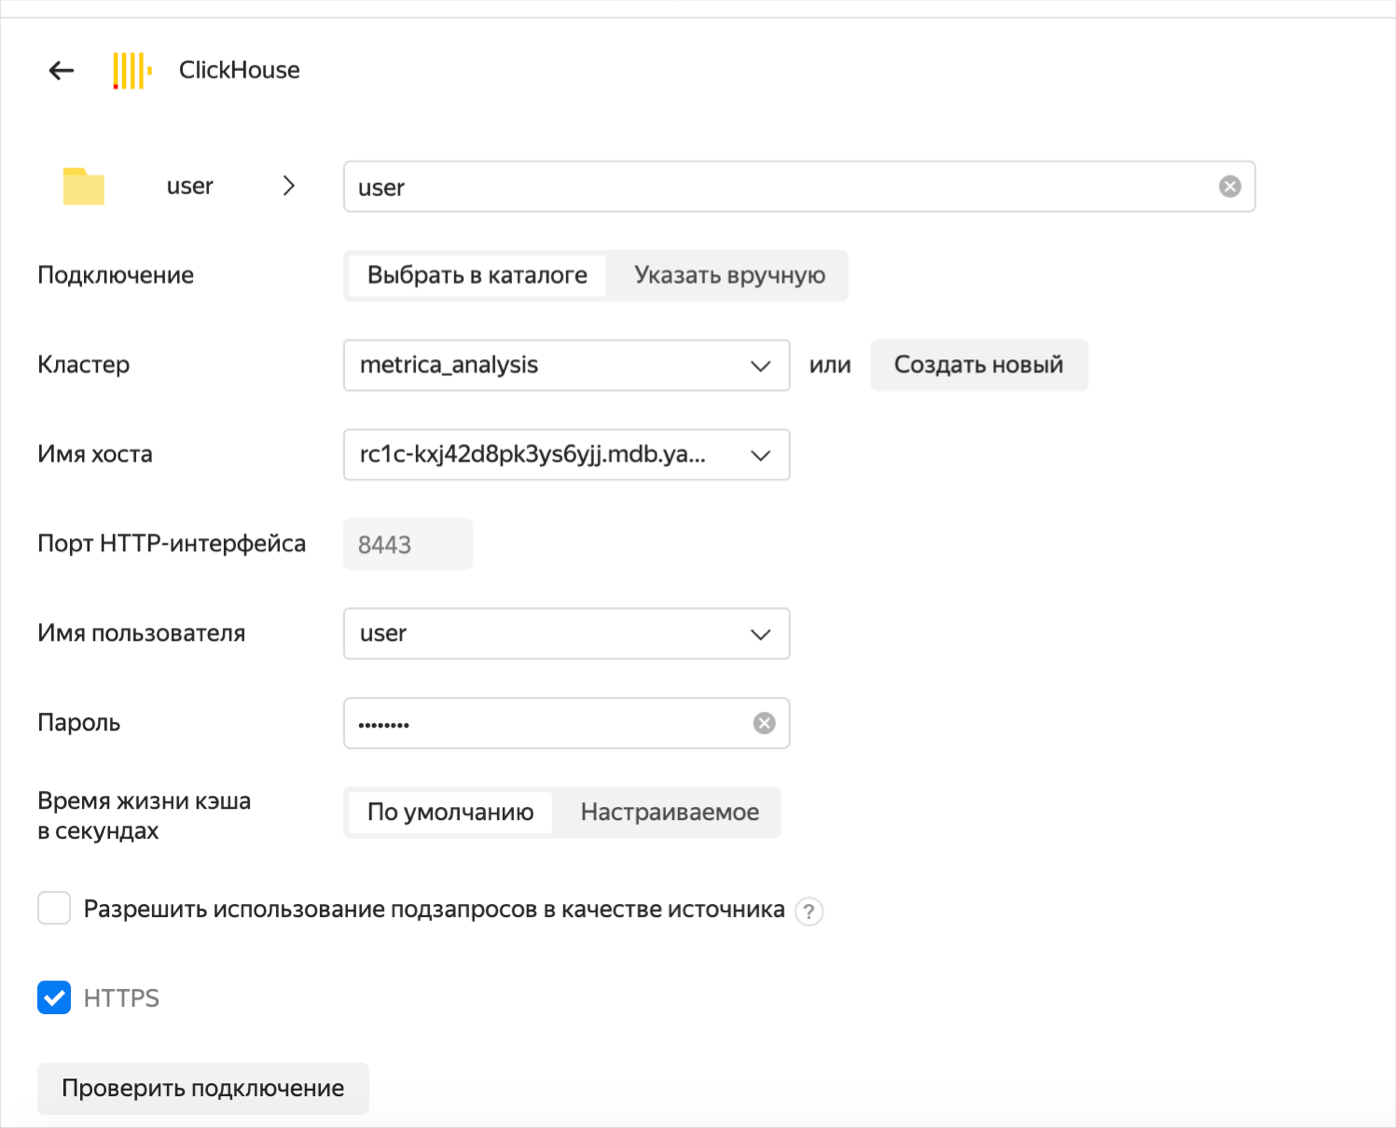 ClickHouse
user
user
Подключение
Выбрать в каталоге
Указать вручную
Кластер
metrica_analysis
или
Создать новый
Имя хоста
rc1c-kxj42d8pk3ys6yjj.mdb.ya...
Порт HTTP-интерфейса
8443
Имя пользователя
user
Пароль
••••••••
Время жизни кэша
в секундах
По умолчанию
Настраиваемое
Разрешить использование подзапросов в качестве источника
?
HTTPS
Проверить подключение